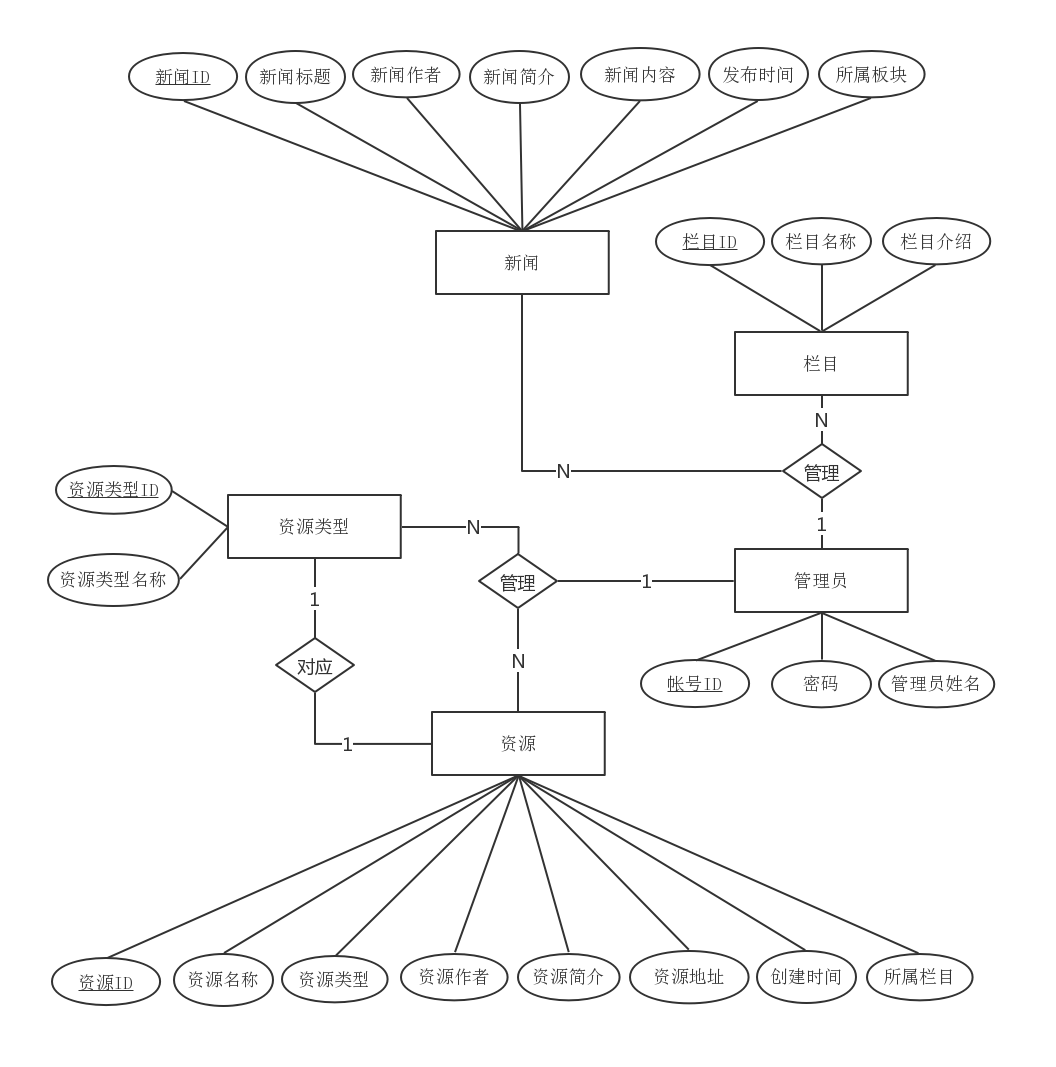 新闻ID
新闻标题
新闻作者
新闻简介
新闻内容
发布时间
所属板块
新闻
栏目ID
栏目名称
栏目介绍
栏目
N
管理
N
1
资源类型ID
资源类型名称
资源类型
N
管理
1
管理员
1
对应
N
帐号ID
密码
管理员姓名
1
资源
资源ID
资源名称
资源类型
资源作者
资源简介
资源地址
创建时间
所属栏目